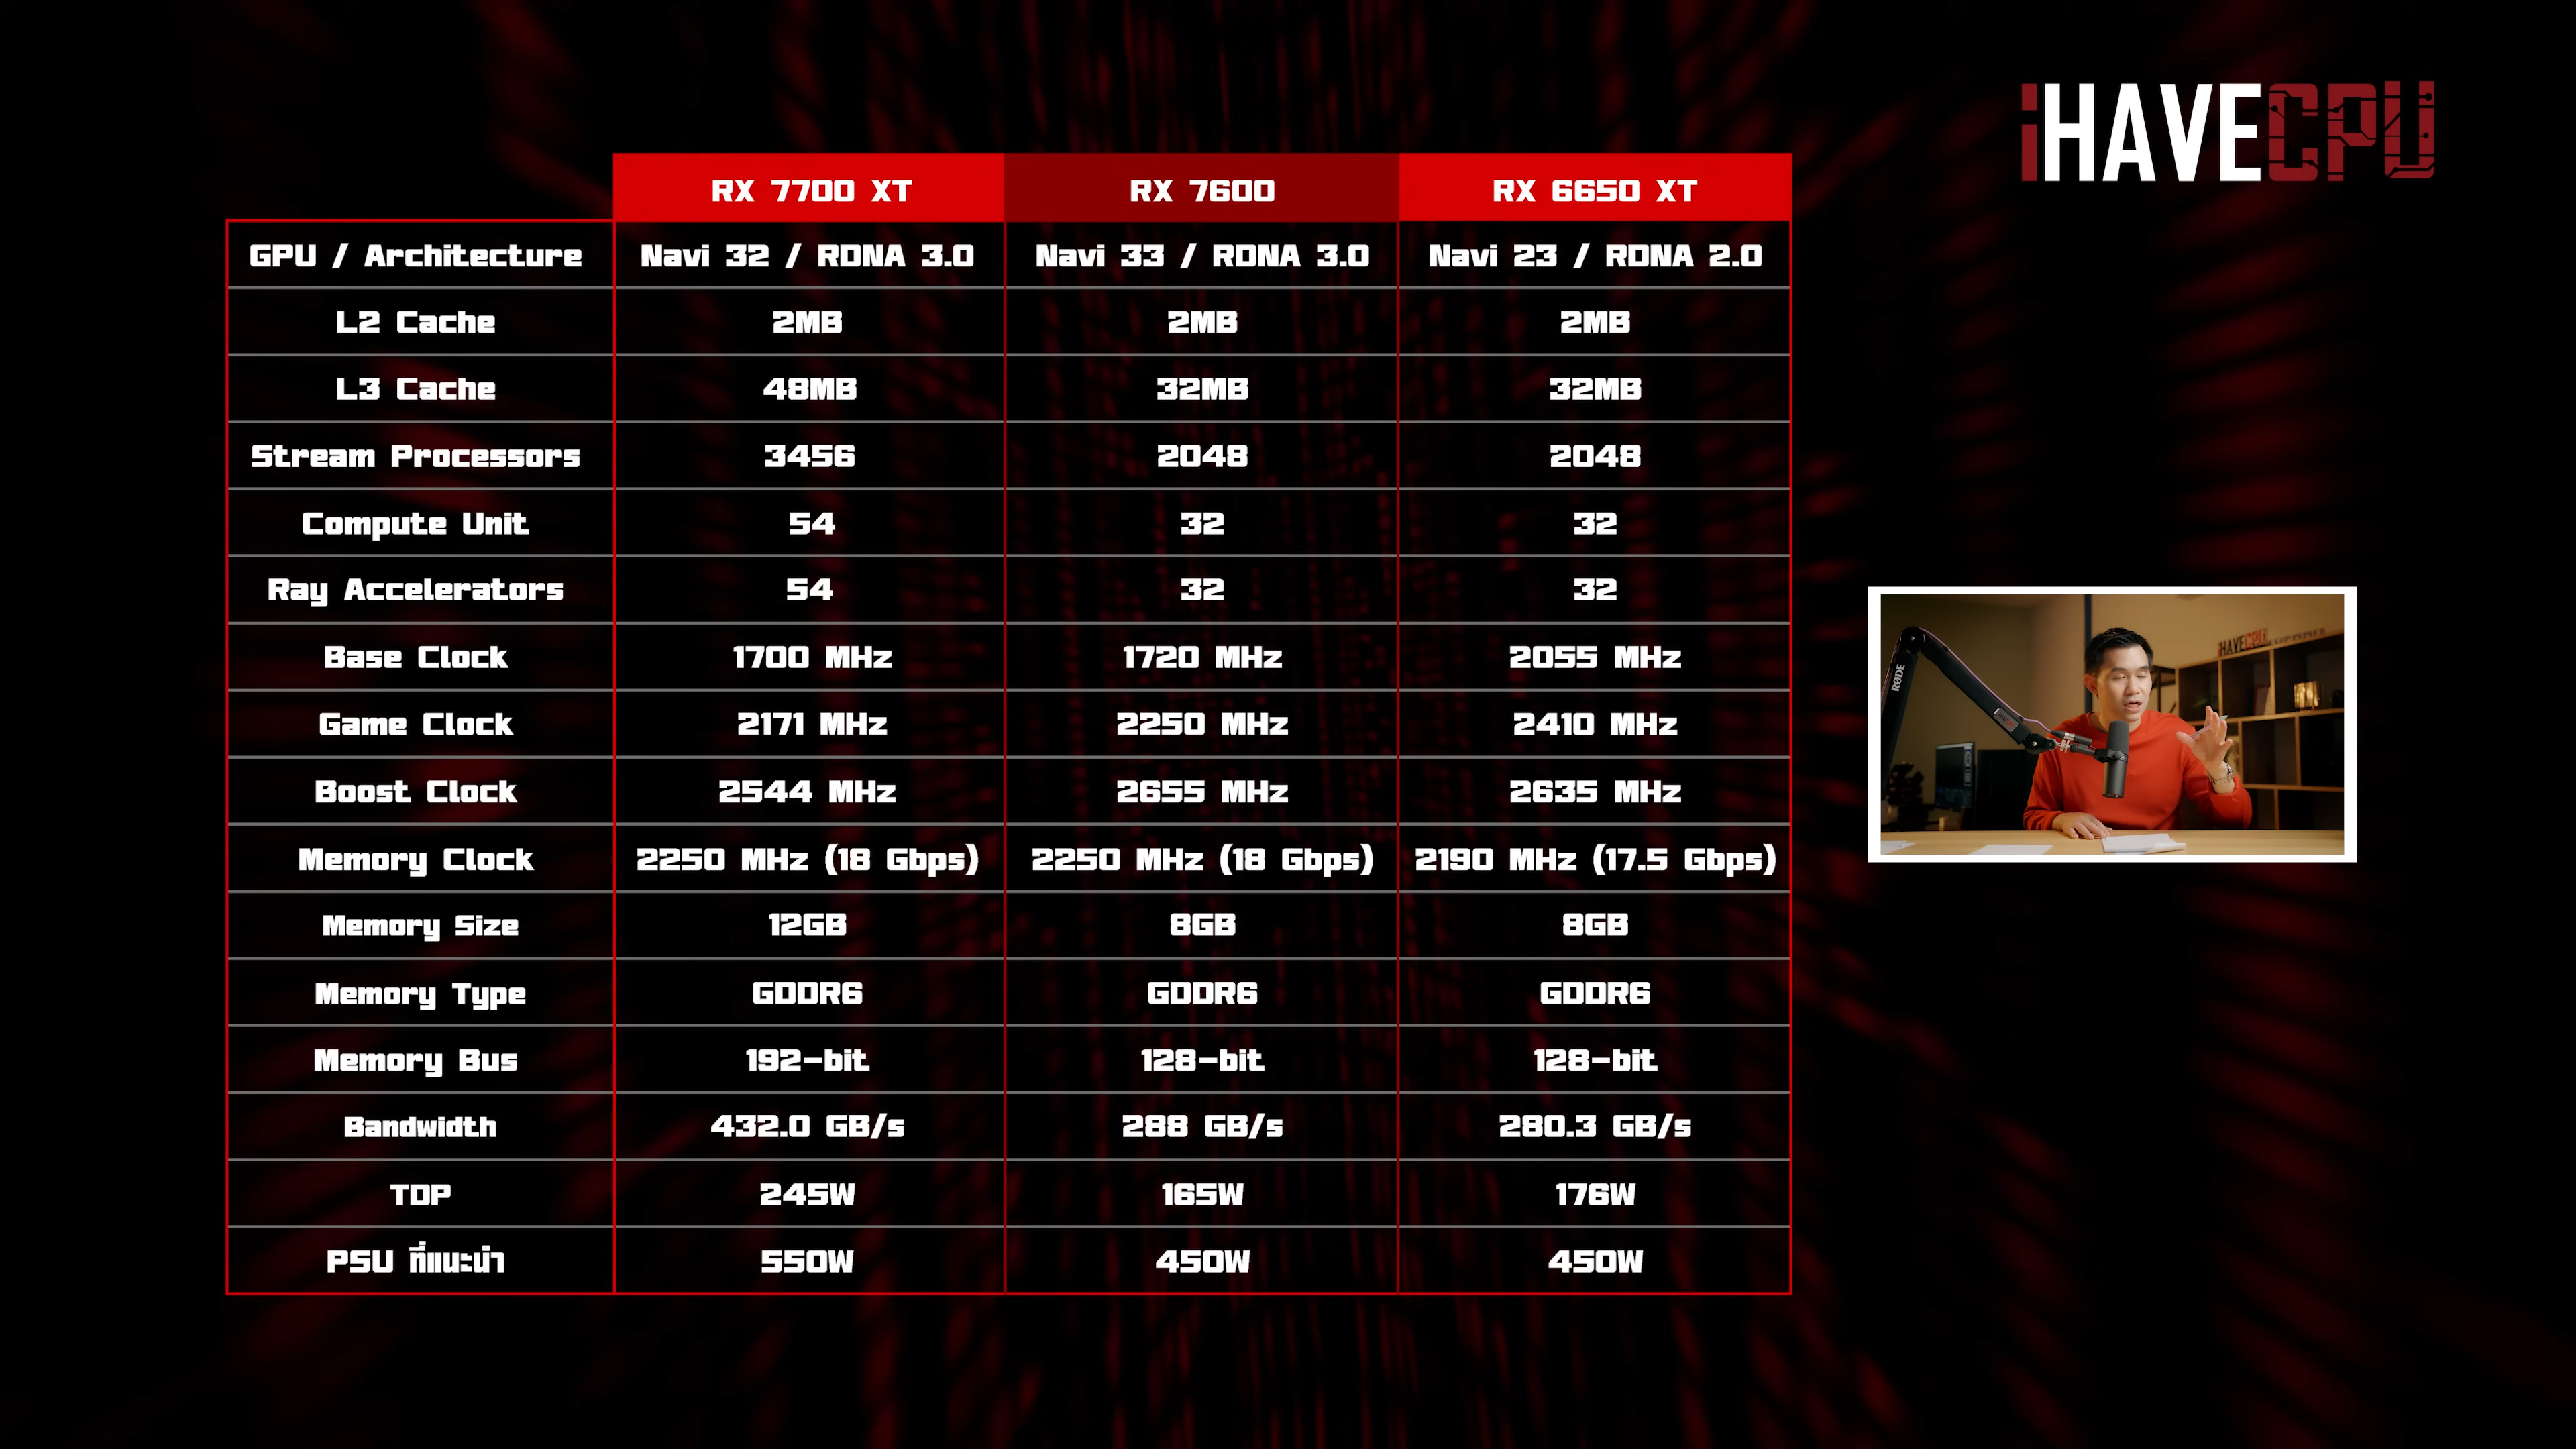 iHAVECPU
RX 7700 XT RX 7600 RX 6650 XT
GPU / Architecture Navi 32 / RDNA 3.0 Navi 33 / RDNA 3.0 Navi 23 / RDNA 2.0
L2 Cache 2MB 2MB 2MB
L3 Cache 48MB 32MB 32MB
Stream Processors 3456 2048 2048
Compute Unit 54 32 32
Ray Accelerators 54 32 32
Base Clock 1700 MHz 1720 MHz 2055 MHz
Game Clock 2171 MHz 2250 MHz 2410 MHz
Boost Clock 2544 MHz 2655 MHz 2635 MHz
Memory Clock 2250 MHz (18 Gbps) 2250 MHz (18 Gbps) 2190 MHz (17.5 Gbps)
Memory Size 12GB 8GB 8GB
Memory Type GDDR6 GDDR6 GDDR6
Memory Bus 192-bit 128-bit 128-bit
Bandwidth 432.0 GB/s 288 GB/s 280.3 GB/s
TDP 245W 165W 176W
PSU ที่แนะนำ 550W 450W 450W
RØDE
iHAVECPU